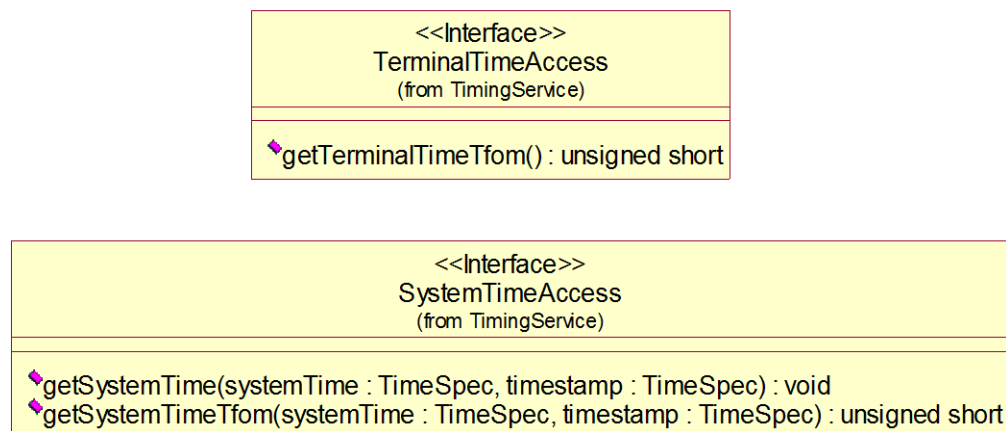 <<Interface>>
TerminalTimeAccess
(from TimingService)
getTerminalTimeTfom() : unsigned short
<<Interface>>
SystemTimeAccess
(from TimingService)
getSystemTime(systemTime : TimeSpec, timestamp : TimeSpec) : void
getSystemTimeTfom(systemTime : TimeSpec, timestamp : TimeSpec) : unsigned short